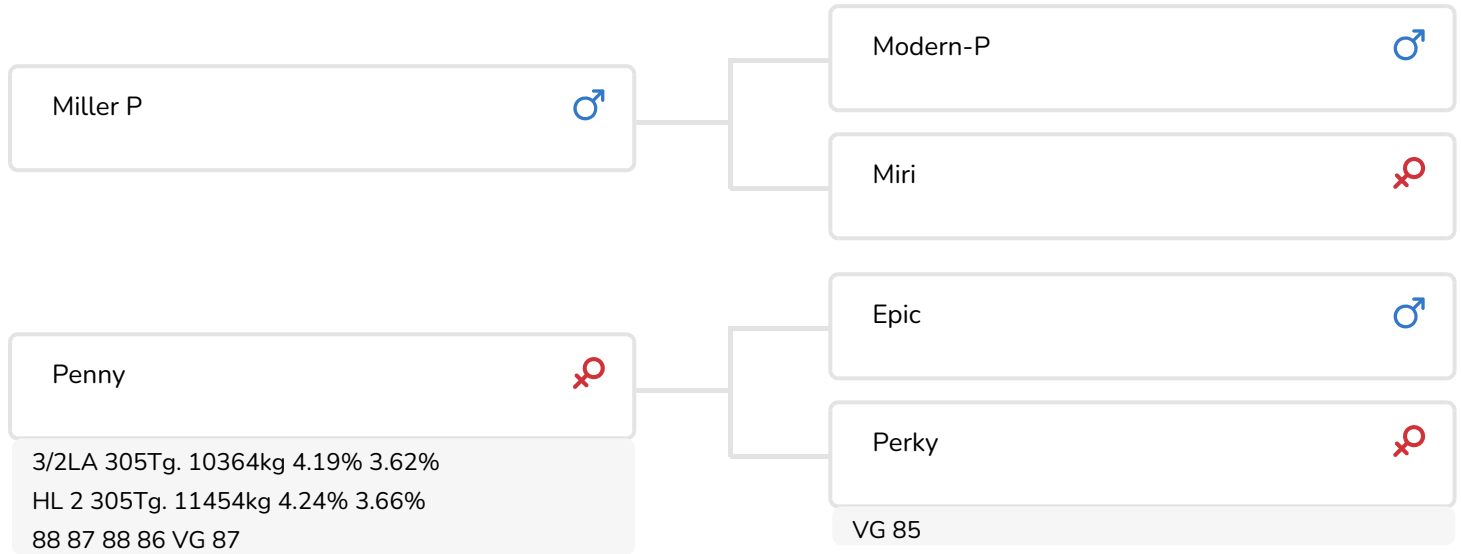 Miller P
Modern-P
Miri
Penny
3/2LA 305Tg. 10364kg 4.19% 3.62%
HL 2 305Tg. 11454kg 4.24% 3.66%
88 87 88 86 VG 87
Epic
Perky
VG 85